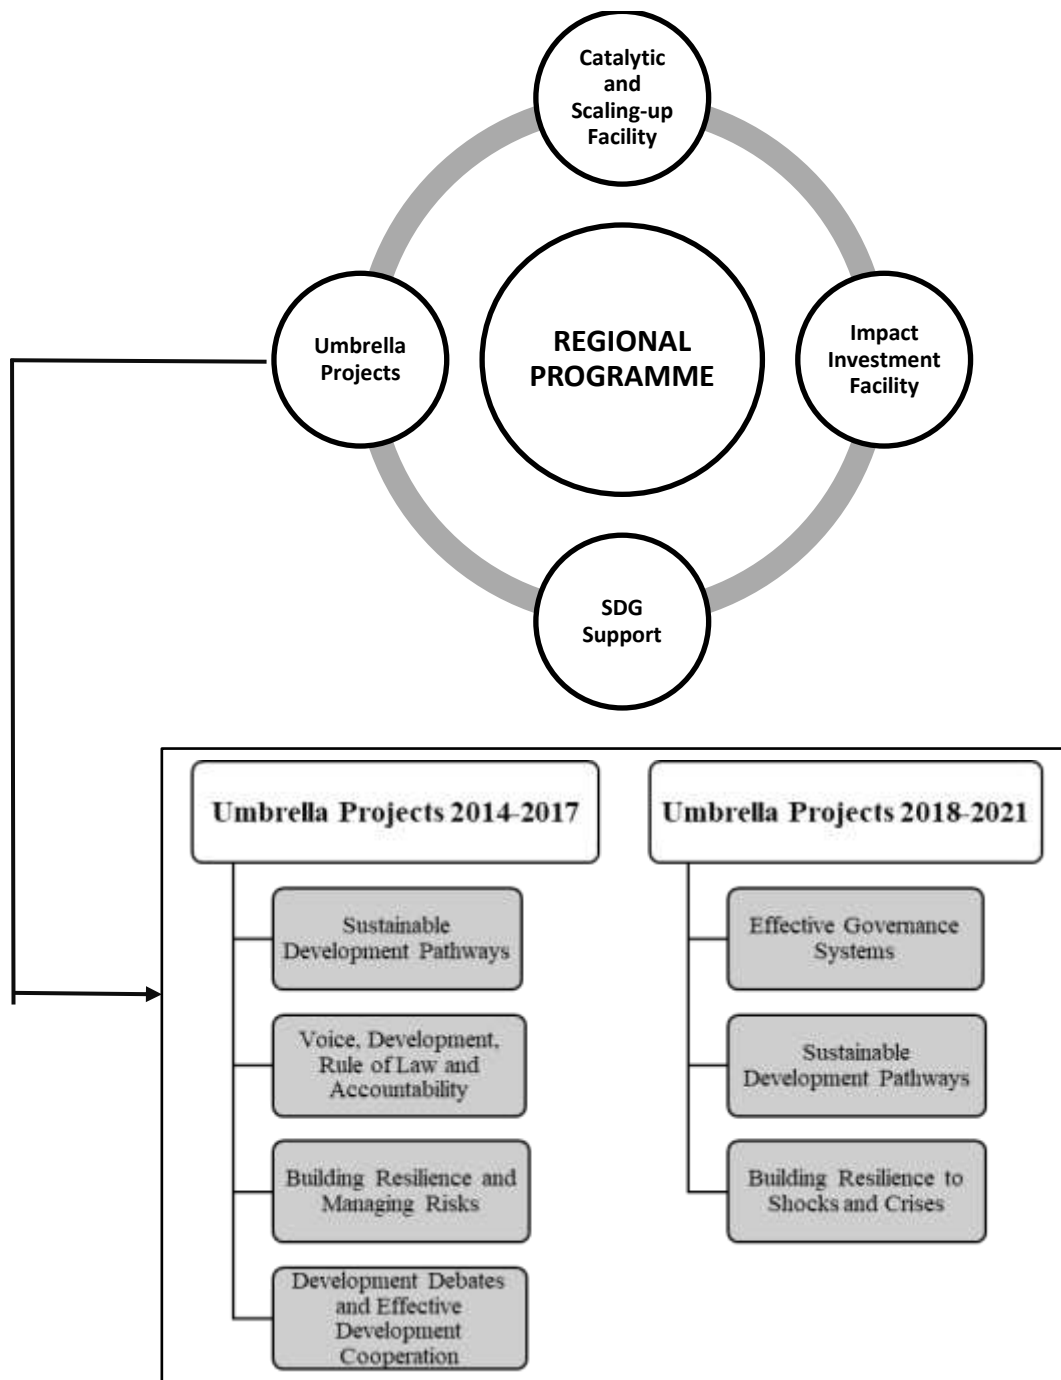 Catalytic
and
Scaling-up
Facility
Umbrella
Projects
REGIONAL
PROGRAMME
Impact
Investment
Facility
SDG
Support
Umbrella Projects 2014-2017
Sustainable
Development Pathways
Voice, Development,
Rule of Law and
Accountability
Building Resilience and
Managing Risks
Development Debates
and Effective
Development
Cooperation
Umbrella Projects 2018-2021
Effective Governance
Systems
Sustainable
Development Pathways
Building Resilience to
Shocks and Crises